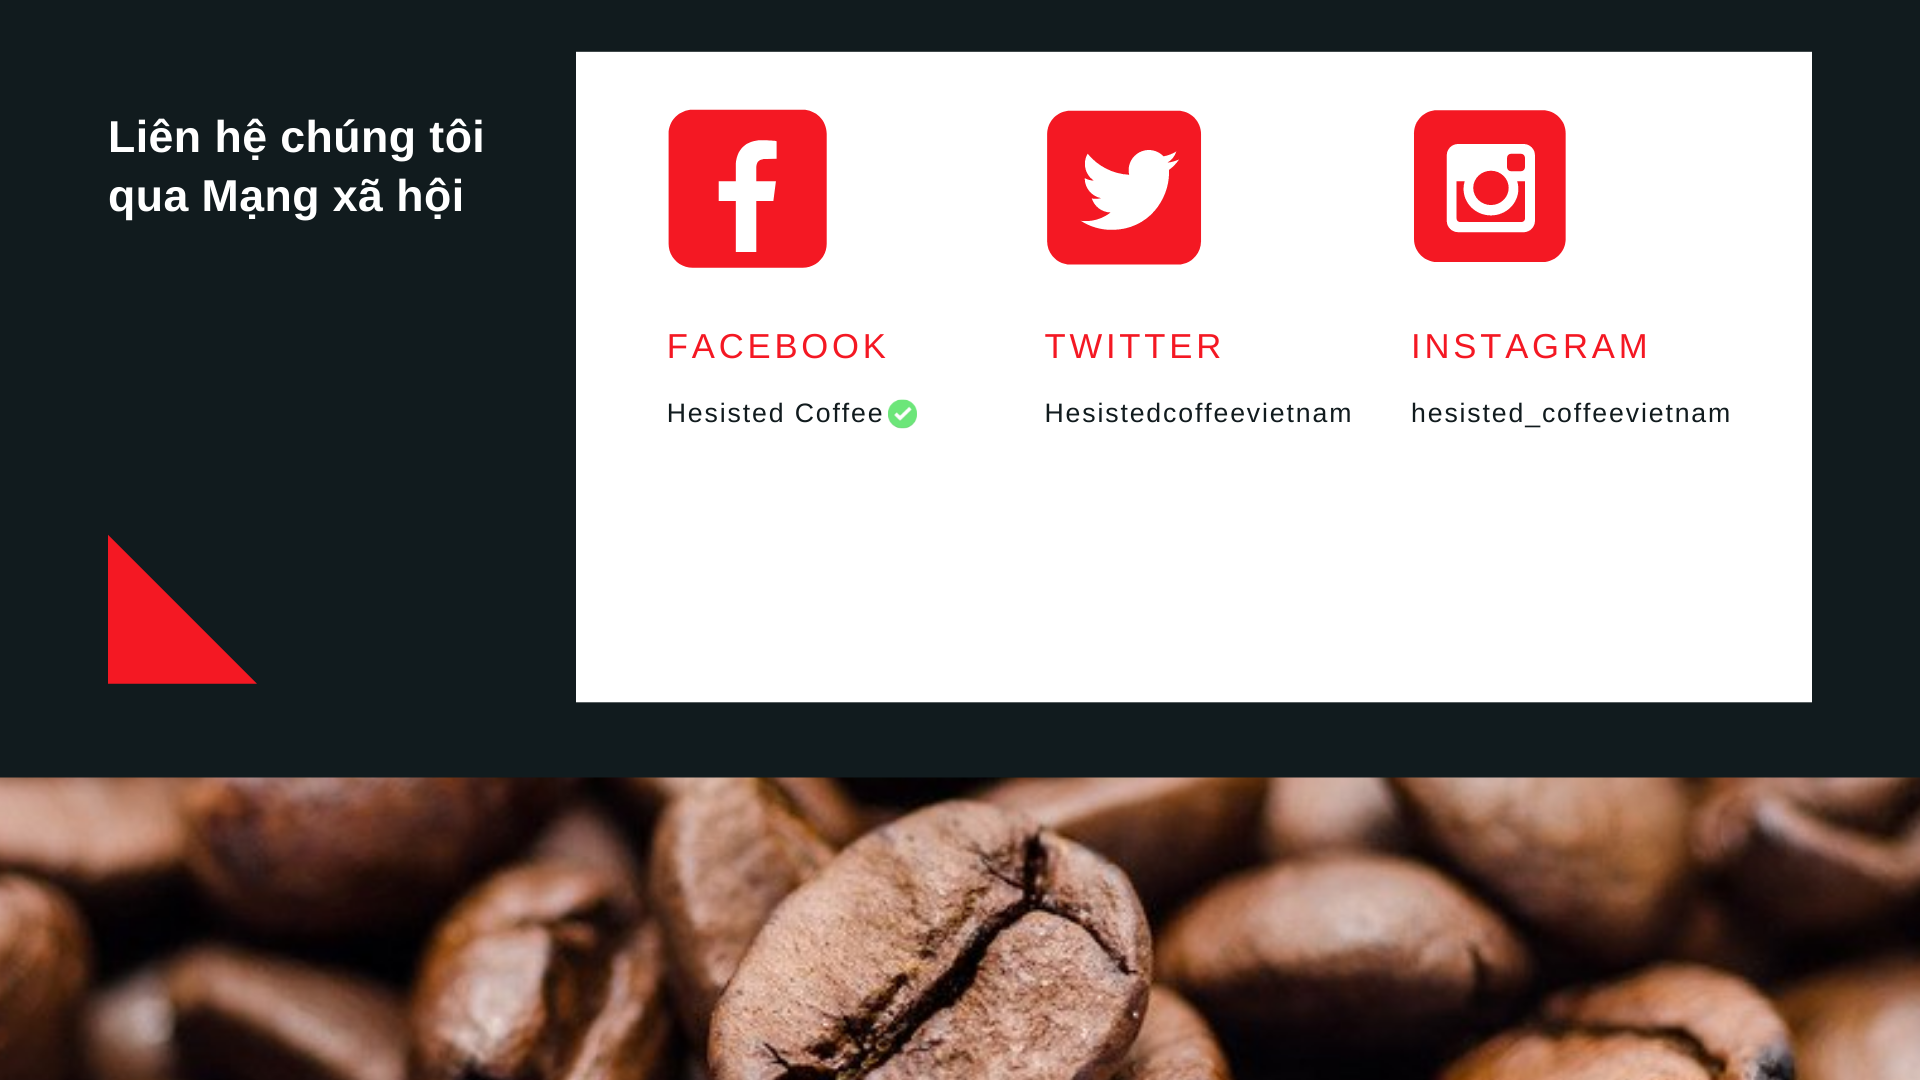 Liên hệ chúng tôi
qua Mạng xã hội
FACEBOOK
Hesisted Coffee
TWITTER
Hesistedcoffeevietnam
INSTAGRAM
hesisted_coffeevietnam